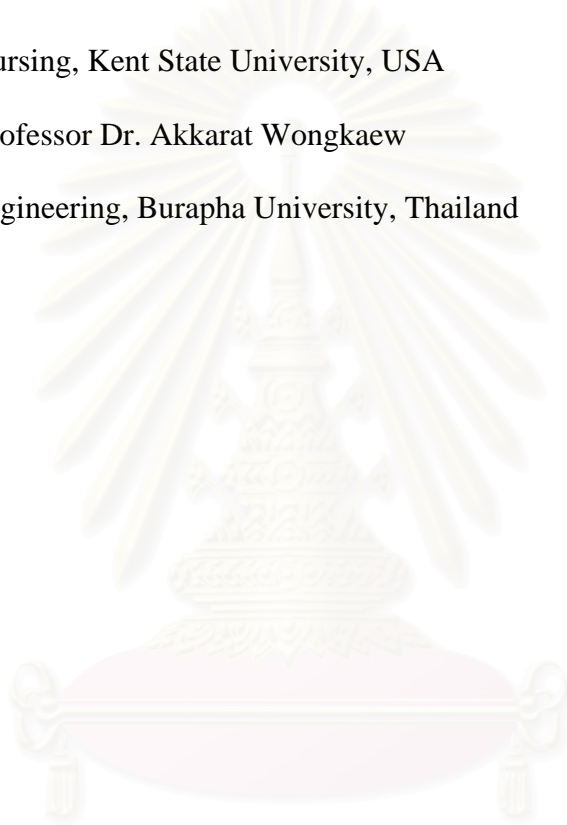 ursing, Kent State University, USA
ofessor Dr. Akkarat Wongkaew
gineering, Burapha University, Thailand